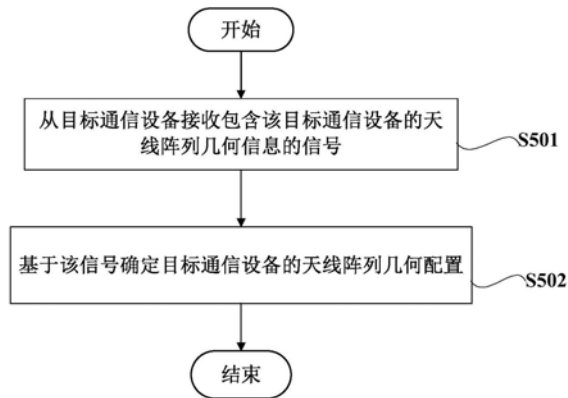 开始
从目标通信设备接收包含该目标通信设备的天
线阵列几何信息的信号
S501
基于该信号确定目标通信设备的天线阵列几何配置
S502
结束